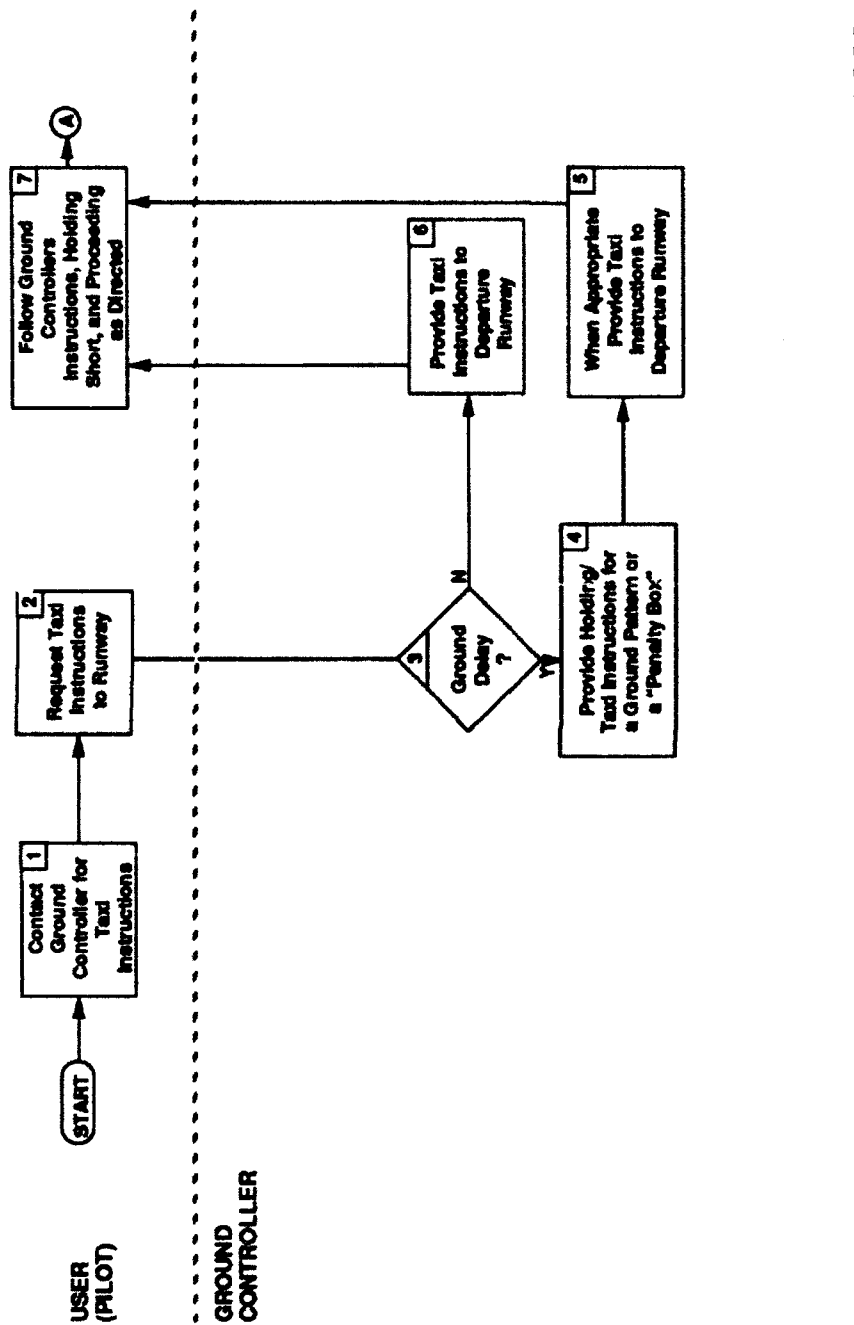 USER
(PILOT)
START
1
Contact
Ground
Controller for
Taxi
Instructions
2
Request Taxi
Instructions
to Runway
7
Follow Ground
Controllers
Instructions, Holding
Short, and Proceeding
as Directed
A
GROUND
CONTROLLER
3
Ground
Delay
?
N
Y
6
Provide Taxi
Instructions to
Departure
Runway
4
Provide Holding/
Taxi Instructions for
a Ground Pattern or
a "Penalty Box"
5
When Appropriate
Provide Taxi
Instructions to
Departure Runway